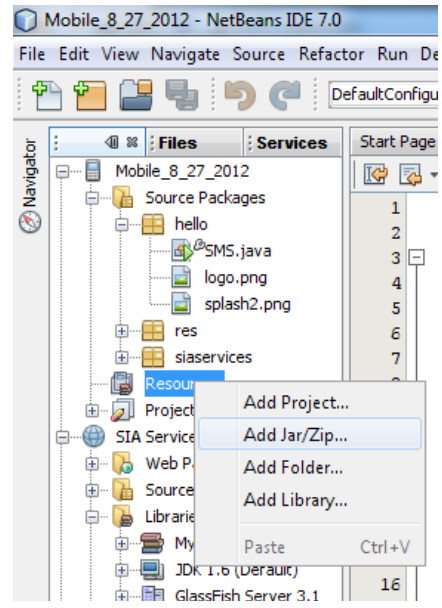 Mobile_8_27_2012 - NetBeans IDE 7.0
File Edit View Navigate Source Refactor Run De
DefaultConfigu
Navigator
Files
Services
Start Page
Mobile_8_27_2012
Source Packages
hello
SMS.java
logo.png
splash2.png
res
siaservices
Resour
Project
SIA Service
Web P
Source
Librarie
My
JDK 1.6 (Default)
GlassFish Server 3.1
Add Project...
Add Jar/Zip...
Add Folder...
Add Library...
Paste Ctrl+V
1
2
3
4
5
6
7
16